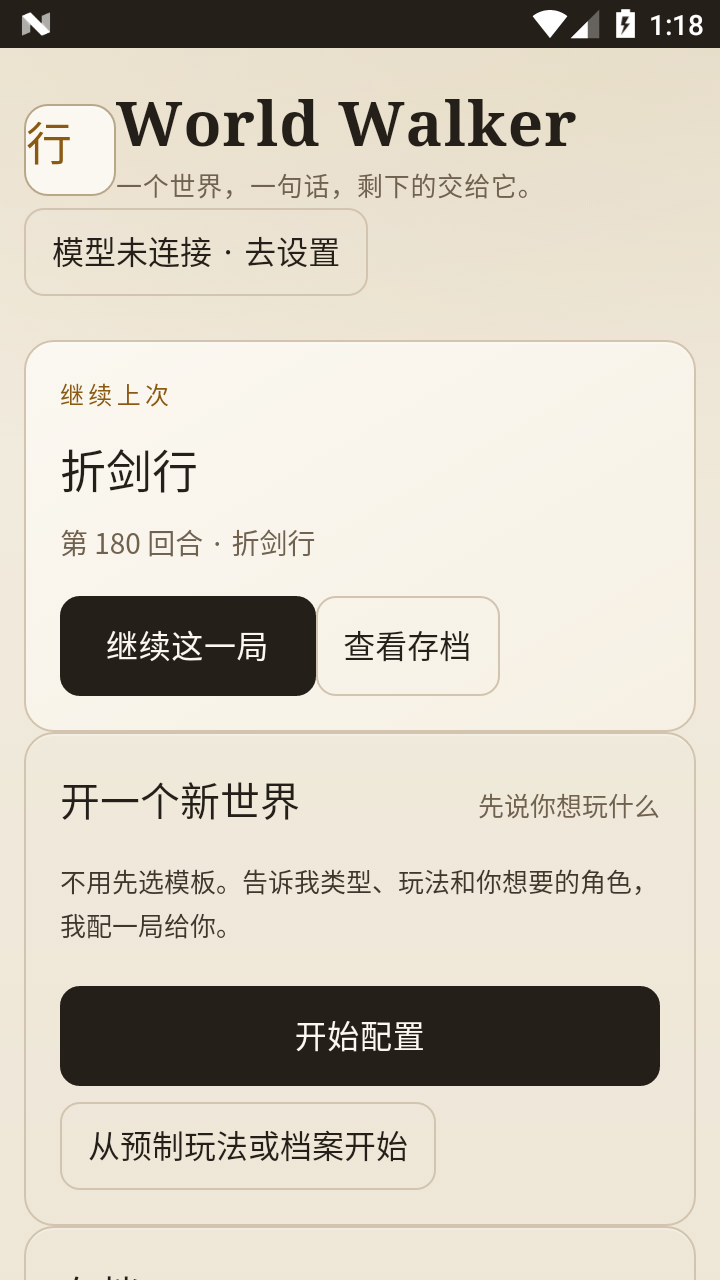 1:18
行
World Walker
一个世界，一句话，剩下的交给它。
模型未连接 · 去设置
继续上次
折剑行
第 180 回合 · 折剑行
继续这一局
查看存档
开一个新世界
先说你想玩什么
不用先选模板。告诉我类型、玩法和你想要的角色，
我配一局给你。
开始配置
从预制玩法或档案开始